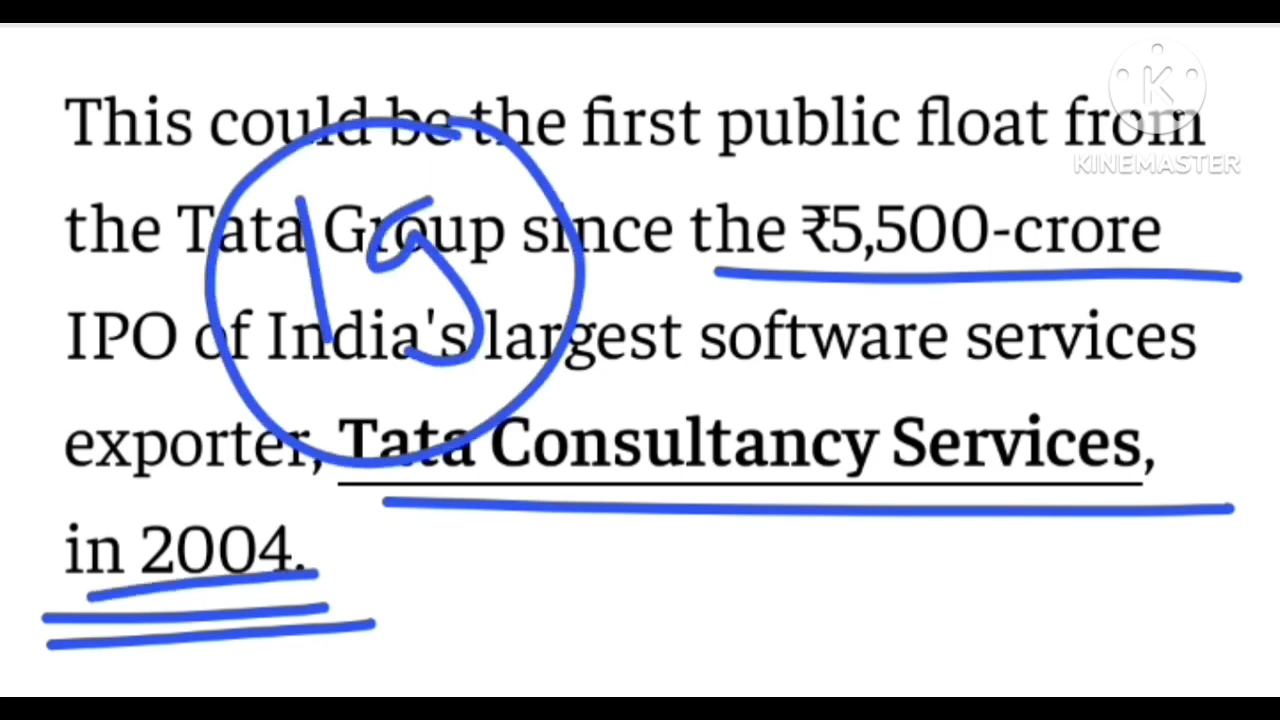 This could be the first public float from
the Tata Group since the ₹5,500-crore
IPO of India's largest software services
exporter, Tata Consultancy Services,
in 2004.
19
KINEMASTER